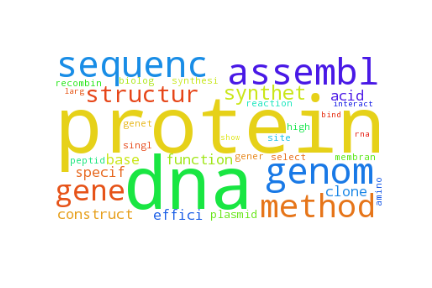 sequenc assembl
recombin biolog synthesi
larg structur synthet acid
reaction interact
protein
bind
genet high
show site rna
singl
peptid base function gener select membran
specif dna genom
gene clone amino
construct effici plasmid method